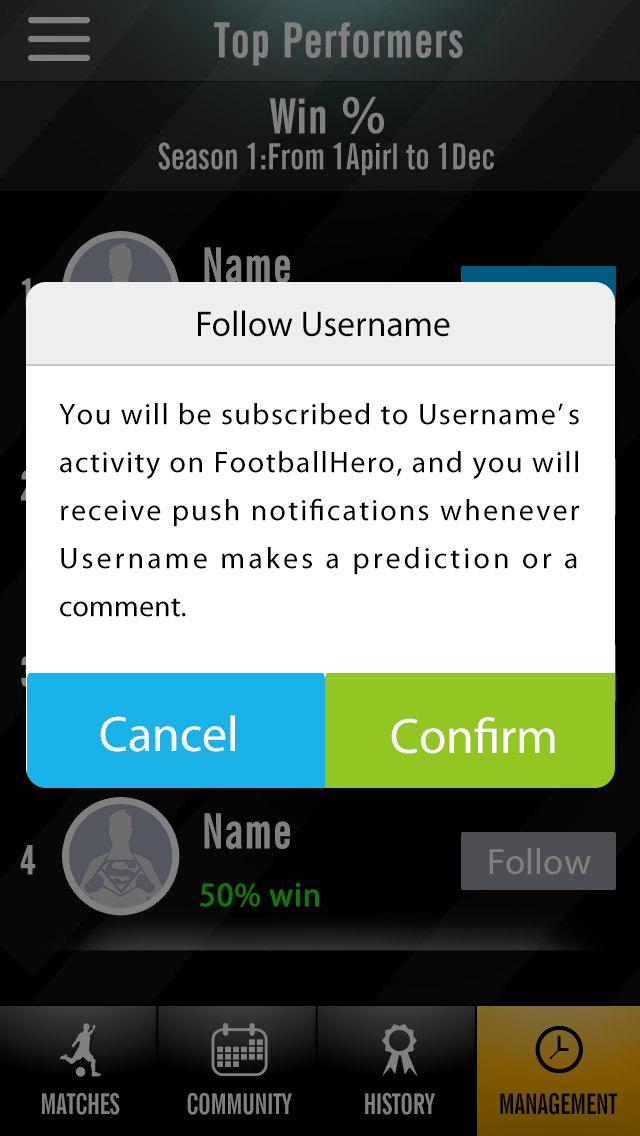 Top Performers
Win %
Season 1:From 1Apirl to 1Dec
1
Name
Follow Username
You will be subscribed to Username's
activity on FootballHero, and you will
receive push notifications whenever
Username makes a prediction or a
comment.
Cancel
Confirm
4
Name
Follow
50% win
MATCHES
COMMUNITY
HISTORY
MANAGEMENT